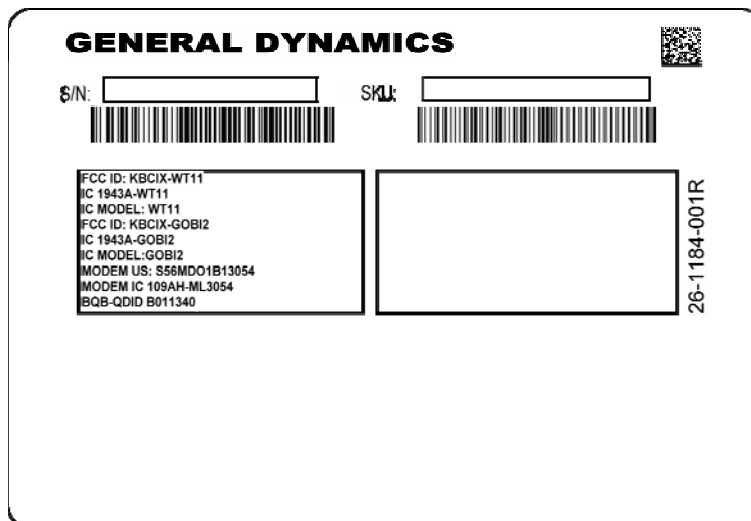 GENERAL DYNAMICS
S/N:
SKU:
FCC ID: KBCIX-WT11
IC 1943A-WT11
IC MODEL: WT11
FCC ID: KBCIX-GOBI2
IC 1943A-GOBI2
IC MODEL:GOBI2
MODEM US: S56MDO1B13054
MODEM IC 109AH-ML3054
BQB-QDID B011340
26-1184-001R